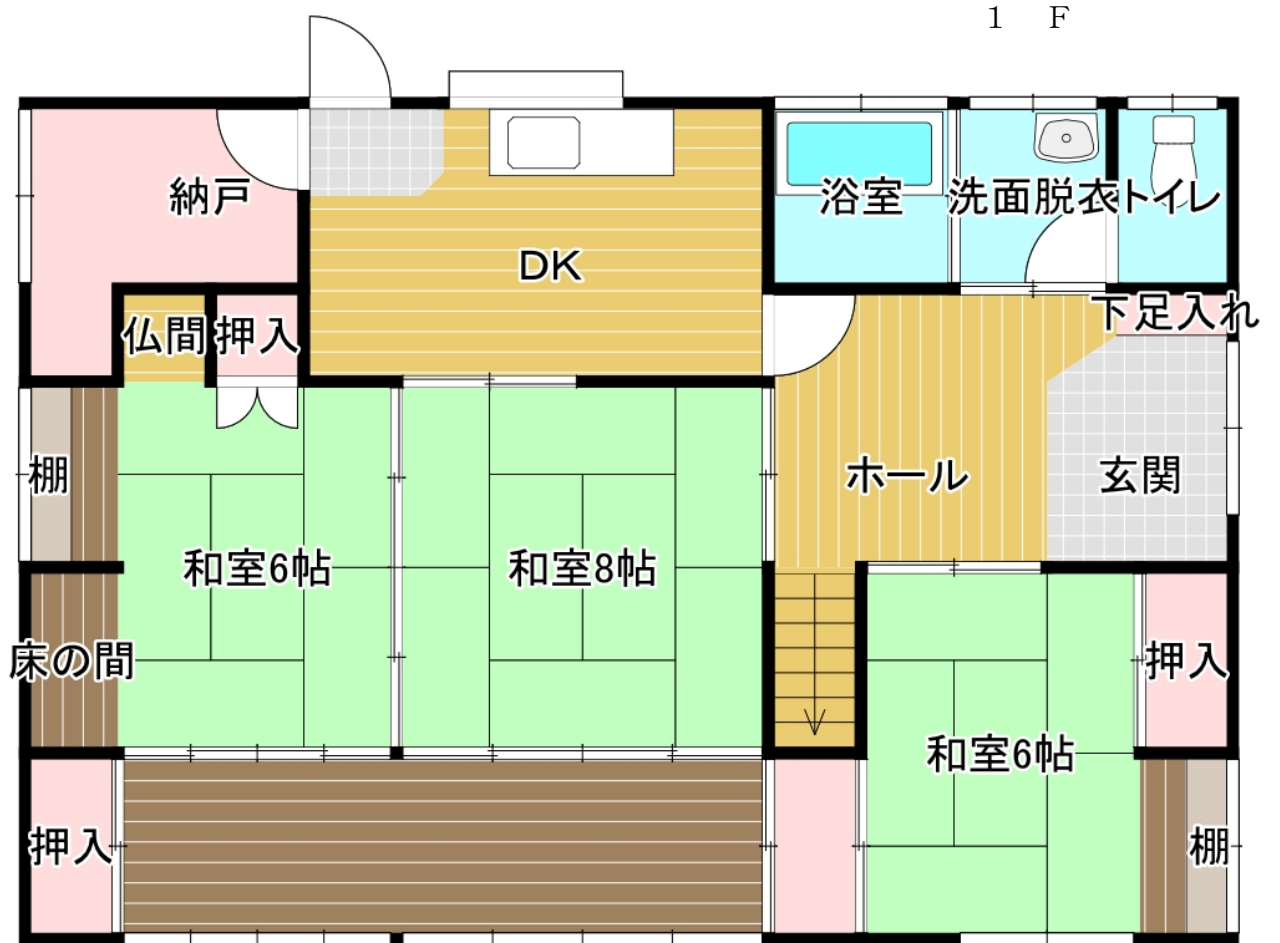 １　Ｆ
納戸
浴室
洗面脱衣
トイレ
DK
仏間
押入
下足入れ
棚
ホール
玄関
和室6帖
和室8帖
床の間
押入
和室6帖
押入
棚